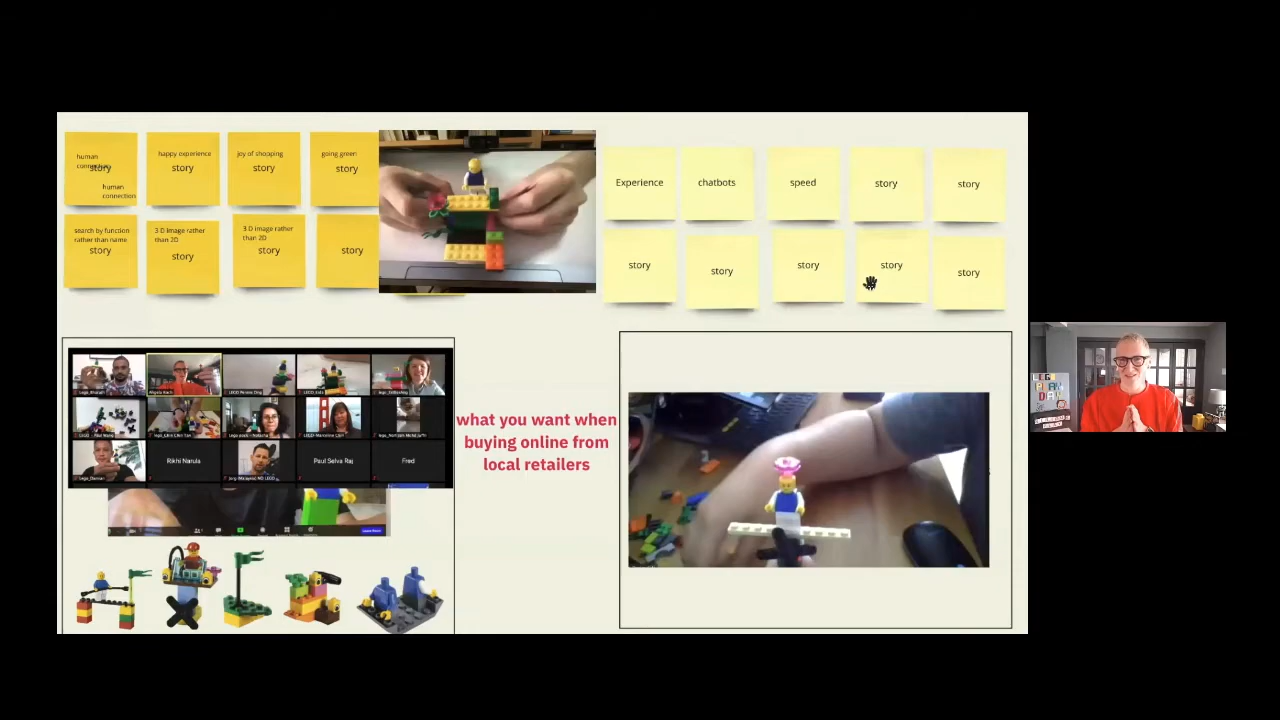 human
connection
story
human
connection
happy experience
story
joy of shopping
story
going green
story
Experience
chatbots
speed
story
story
search by function
rather than name
story
3 D image rather
than 2D
story
3 D image rather
than 2D
story
story
story
story
story
story
story
what you want when
buying online from
local retailers
Rikhi Narula
Paul Selva Raj
Fred
LEGO
PLAY
DAY